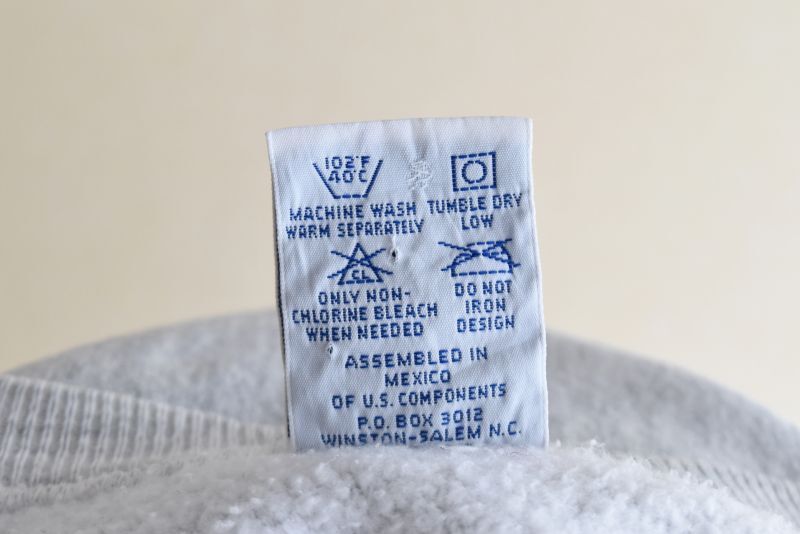 102°F
40°C
MACHINE WASH
WARM SEPARATELY
TUMBLE DRY
LOW
CL
ONLY NON-
CHLORINE BLEACH
WHEN NEEDED
DO NOT
IRON
DESIGN
ASSEMBLED IN
MEXICO
OF U.S. COMPONENTS
P.O. BOX 3012
WINSTON-SALEM N.C.